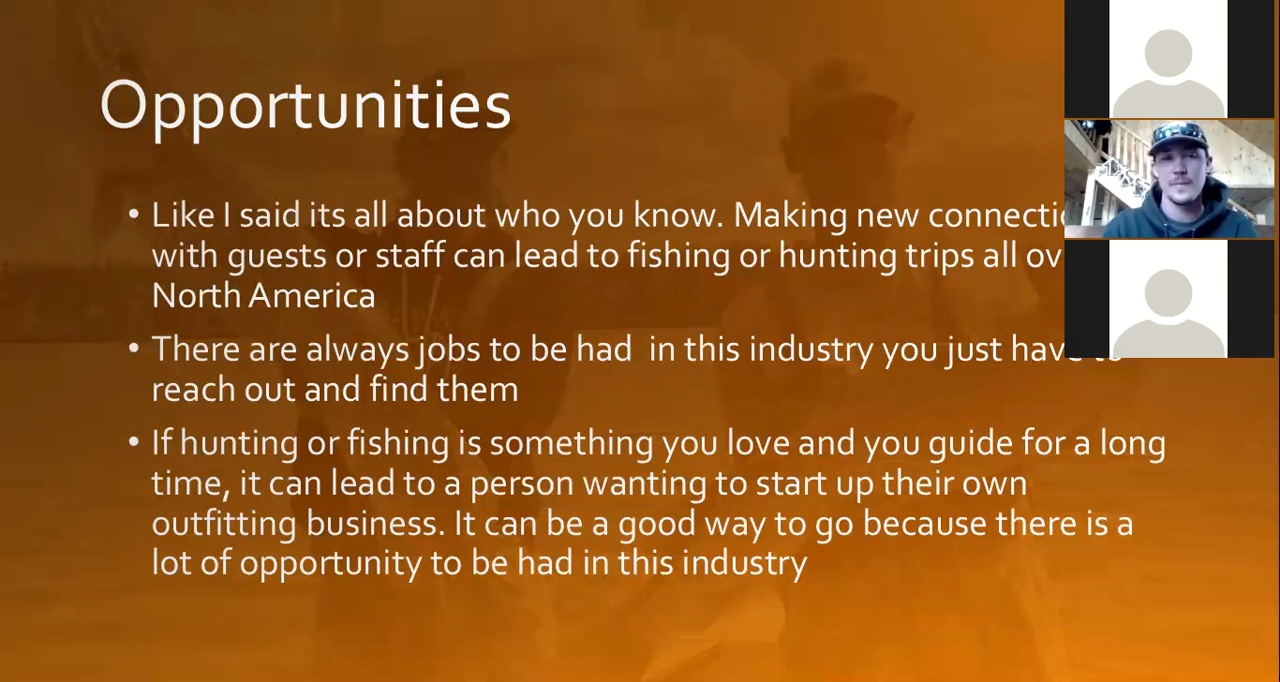 Opportunities
• Like I said its all about who you know. Making new
with guests or staff can lead to fishing or hunting trips all
North America
• There are always jobs to be had in this industry you just have to
reach out and find them
• If hunting or fishing is something you love and you guide for a long
time, it can lead to a person wanting to start up their own
outfitting business. It can be a good way to go because there is a
lot of opportunity to be had in this industry